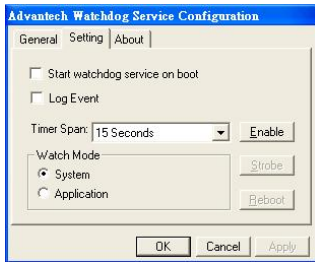 Advantech Watchdog Service Configuration
General Setting About
Start watchdog service on boot
Log Event
Timer Span: 15 Seconds Enable
Watch Mode
System
Application
Strobe
Reboot
OK Cancel Apply